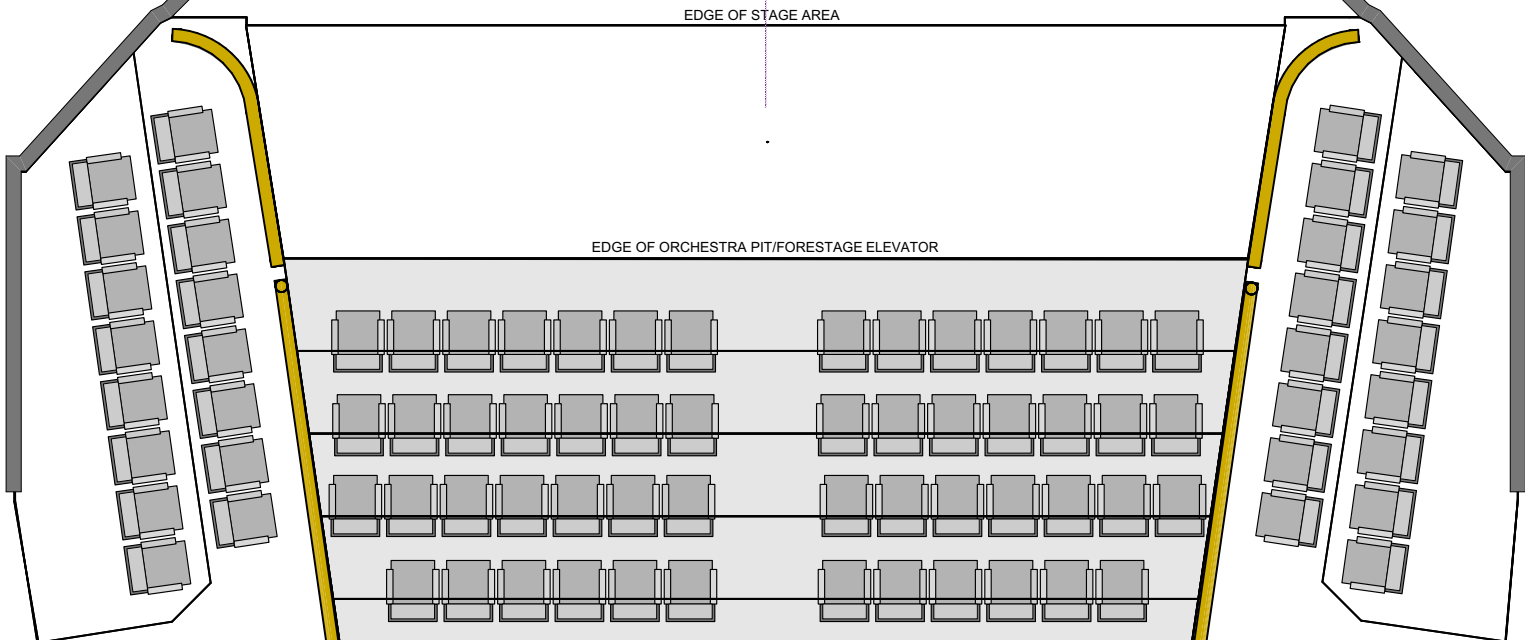 EDGE OF STAGE AREA
EDGE OF ORCHESTRA PIT/FORESTAGE ELEVATOR